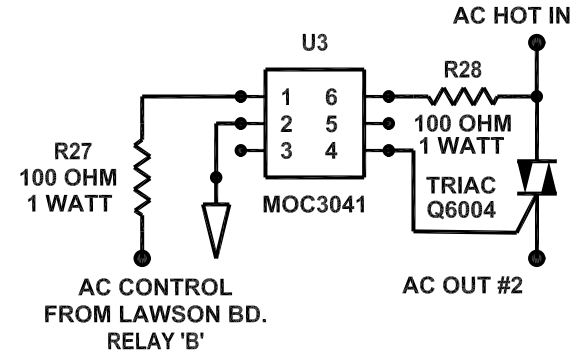 AC HOT IN
U3
R28
1 6
2 5
3 4
100 OHM
1 WATT
R27
100 OHM
1 WATT
TRIAC
Q6004
MOC3041
AC CONTROL
FROM LAWSON BD.
RELAY 'B'
AC OUT #2